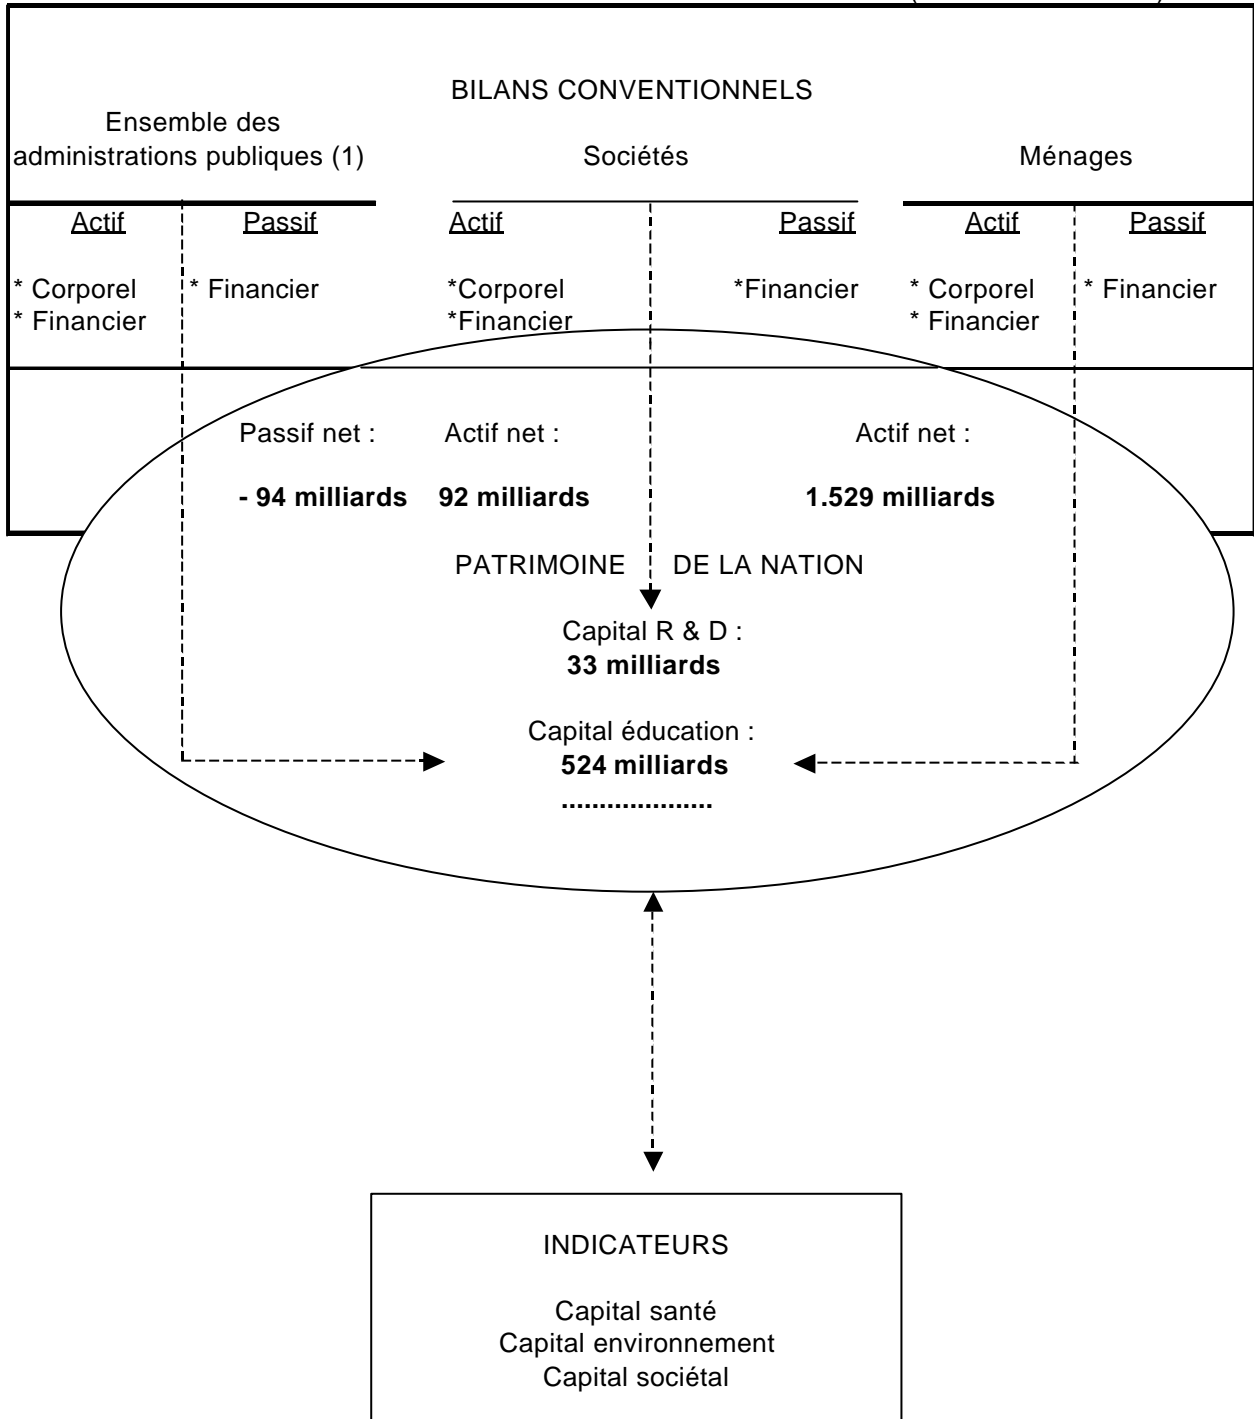 BILANS CONVENTIONNELS
Ensemble des
administrations publiques (1)
Sociétés
Ménages
Actif Passif
Actif Passif
Actif Passif
* Corporel * Financier
* Financier
*Corporel *Financier
*Financier
* Corporel * Financier
* Financier
Passif net : Actif net : Actif net :
- 94 milliards 92 milliards 1.529 milliards
PATRIMOINE DE LA NATION
Capital R & D :
33 milliards
Capital éducation :
524 milliards
....................
INDICATEURS
Capital santé
Capital environnement
Capital sociétal